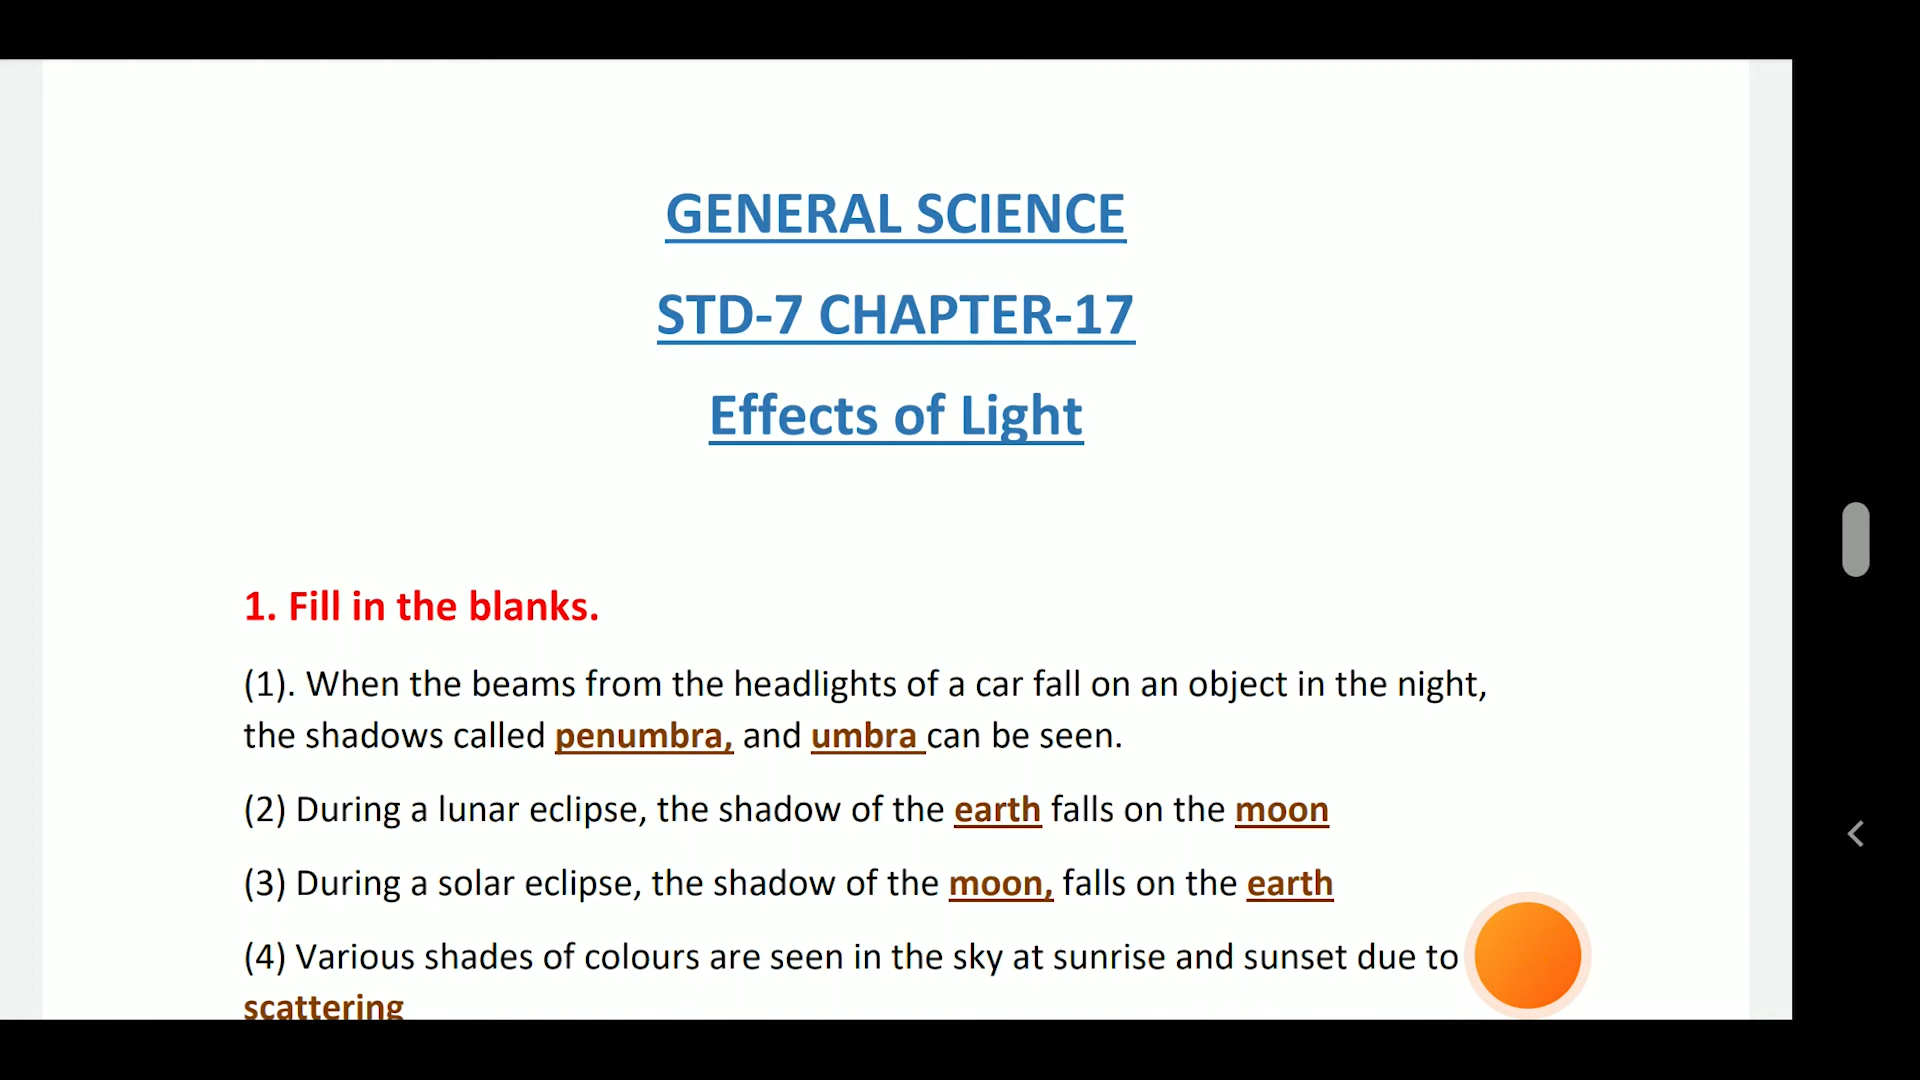 GENERAL SCIENCE
STD-7 CHAPTER-17
Effects of Light
1. Fill in the blanks.
(1). When the beams from the headlights of a car fall on an object in the night,
the shadows called penumbra, and umbra can be seen.
(2) During a lunar eclipse, the shadow of the earth falls on the moon
(3) During a solar eclipse, the shadow of the moon, falls on the earth
(4) Various shades of colours are seen in the sky at sunrise and sunset due to
scattering